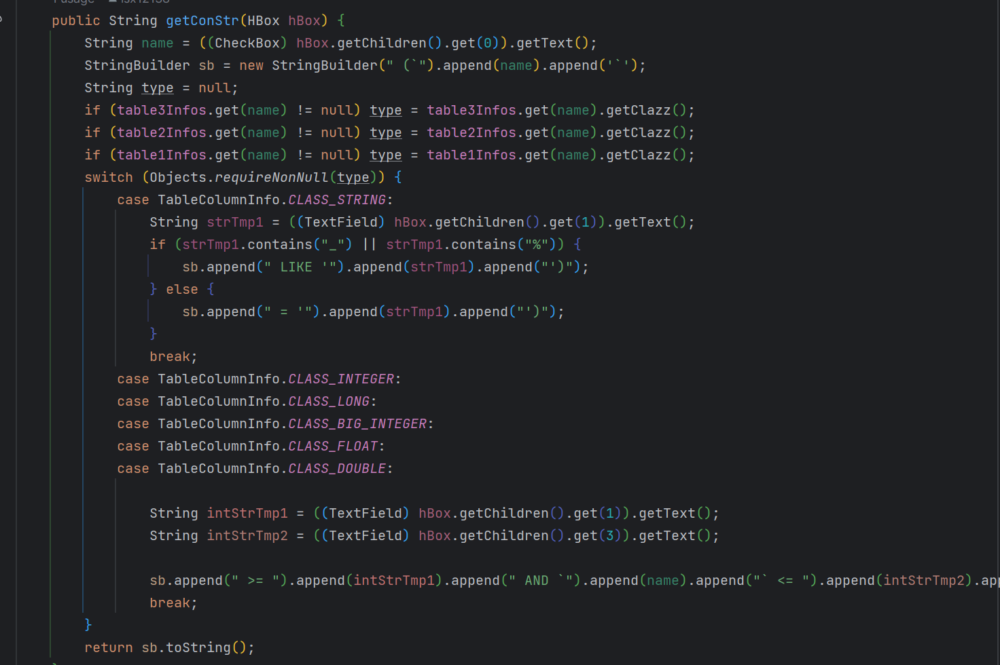 public String getConStr(HBox hBox) {
String name = ((CheckBox) hBox.getChildren().get(0)).getText();
StringBuilder sb = new StringBuilder(" (`").append(name).append('`');
String type = null;
if (table3Infos.get(name) != null) type = table3Infos.get(name).getClazz();
if (table2Infos.get(name) != null) type = table2Infos.get(name).getClazz();
if (table1Infos.get(name) != null) type = table1Infos.get(name).getClazz();
switch (Objects.requireNonNull(type)) {
case TableColumnInfo.CLASS_STRING:
String strTmp1 = ((TextField) hBox.getChildren().get(1)).getText();
if (strTmp1.contains("_") || strTmp1.contains("%")) {
sb.append(" LIKE '").append(strTmp1).append("')");
} else {
sb.append(" = '").append(strTmp1).append("')");
}
break;
case TableColumnInfo.CLASS_INTEGER:
case TableColumnInfo.CLASS_LONG:
case TableColumnInfo.CLASS_BIG_INTEGER:
case TableColumnInfo.CLASS_FLOAT:
case TableColumnInfo.CLASS_DOUBLE:
String intStrTmp1 = ((TextField) hBox.getChildren().get(1)).getText();
String intStrTmp2 = ((TextField) hBox.getChildren().get(3)).getText();
sb.append(" >= ").append(intStrTmp1).append(" AND `").append(name).append("` <= ").append(intStrTmp2).app
break;
}
return sb.toString();